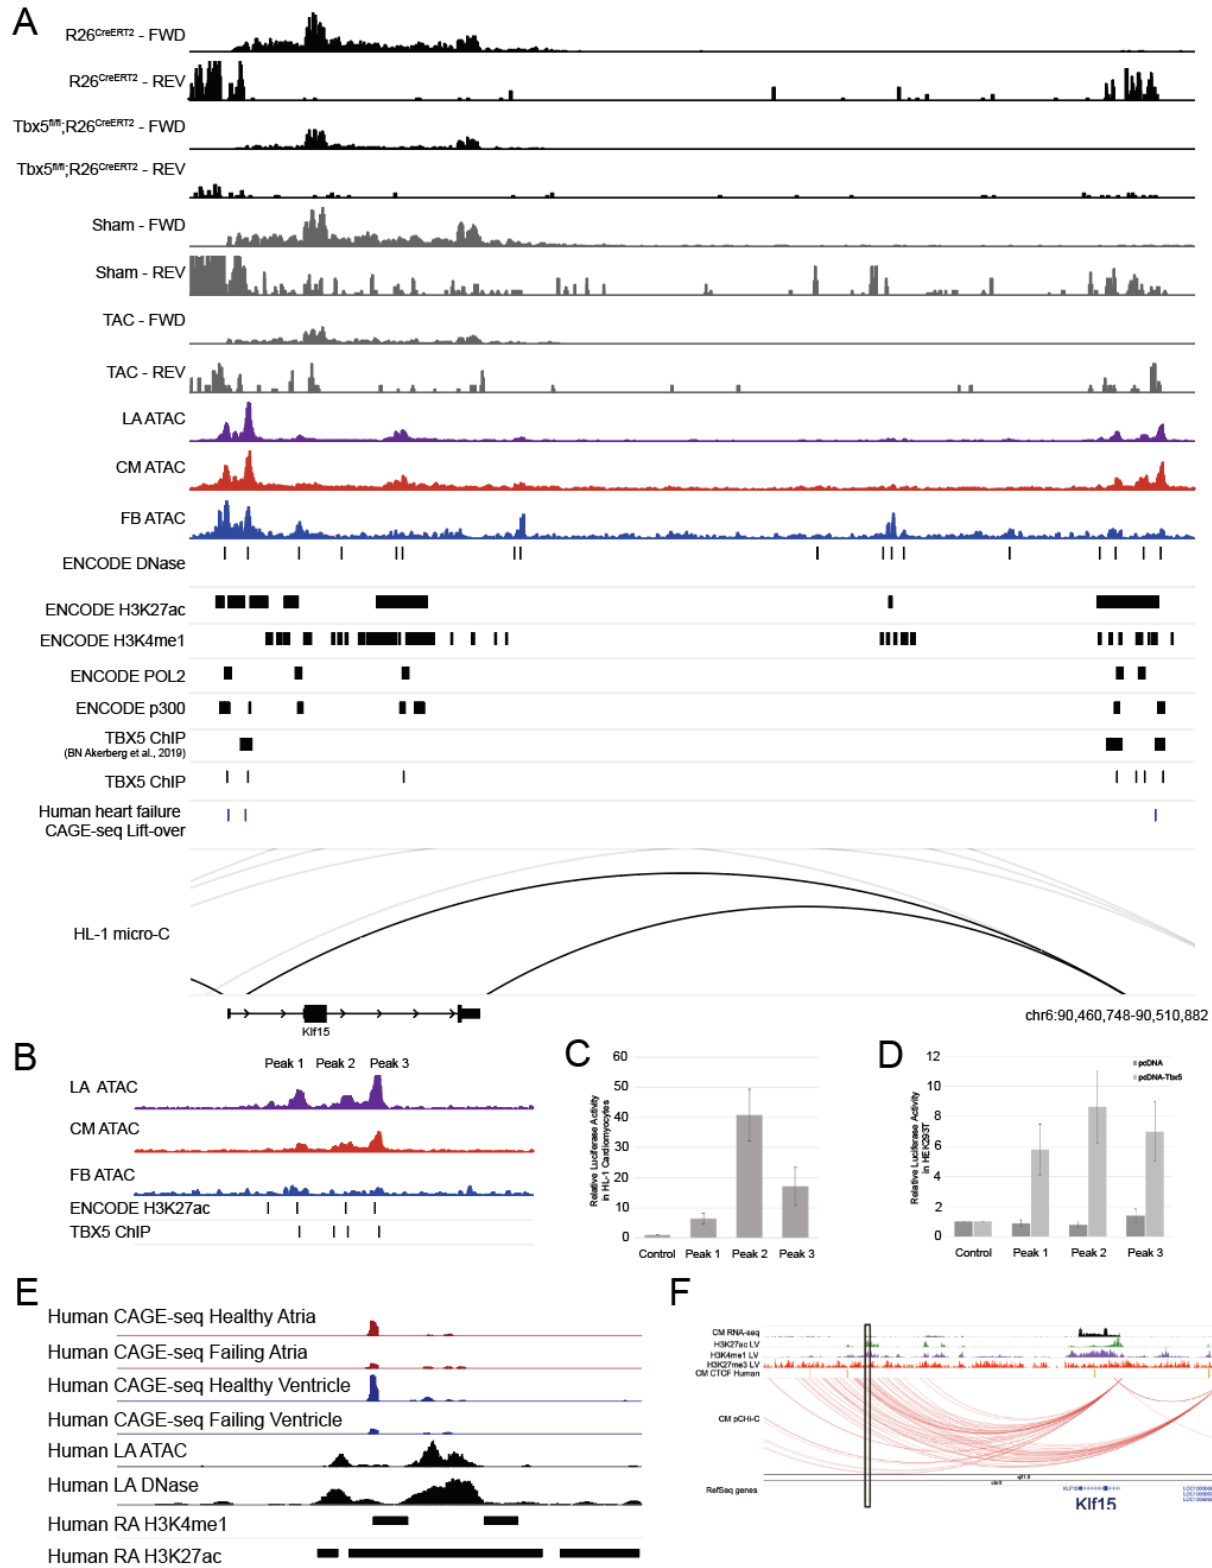 A
R26CreERT2 - FWD
R26CreERT2 - REV
Tbx5fl/fl;R26CreERT2 - FWD
Tbx5fl/fl;R26CreERT2 - REV
Sham - FWD
Sham - REV
TAC - FWD
TAC - REV
LA ATAC
CM ATAC
FB ATAC
ENCODE DNase
ENCODE H3K27ac
ENCODE H3K4me1
ENCODE POL2
ENCODE p300
TBX5 ChIP
(BN Akerberg et al., 2019)
TBX5 ChIP
Human heart failure
CAGE-seq Lift-over
HL-1 micro-C
Klf15
chr6:90,460,748-90,510,882
B
Peak 1 Peak 2 Peak 3
LA ATAC
CM ATAC
FB ATAC
ENCODE H3K27ac
TBX5 ChIP
C
Relative Luciferase Activity
in HL-1 Cardiomyocytes
60
50
40
30
20
10
0
Control Peak 1 Peak 2 Peak 3
D
Relative Luciferase Activity
in HEK293T
12
10
8
6
4
2
0
pcDNA
pcDNA-Tbx5
Control Peak 1 Peak 2 Peak 3
E
Human CAGE-seq Healthy Atria
Human CAGE-seq Failing Atria
Human CAGE-seq Healthy Ventricle
Human CAGE-seq Failing Ventricle
Human LA ATAC
Human LA DNase
Human RA H3K4me1
Human RA H3K27ac
F
CM RNA-seq
H3K27ac LV
H3K4me1 LV
H3K27me3 LV
CM CTCF Human
CM pCHi-C
q21.3
chr3
RefSeq genes
KLF15
Klf15